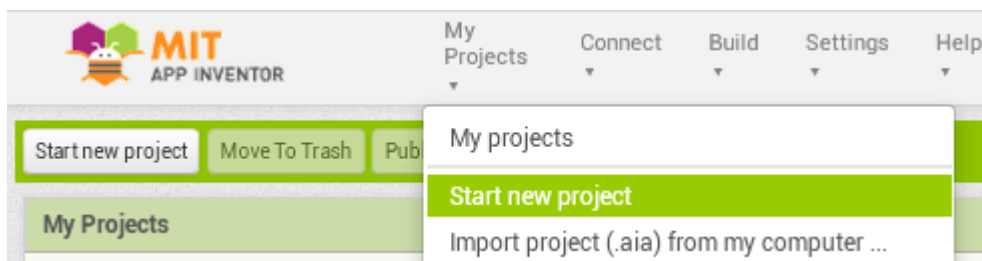 MIT
APP INVENTOR
My
Projects
Connect
Build
Settings
Help
Start new project
Move To Trash
Publ
My projects
Start new project
My Projects
Import project (.aia) from my computer ...